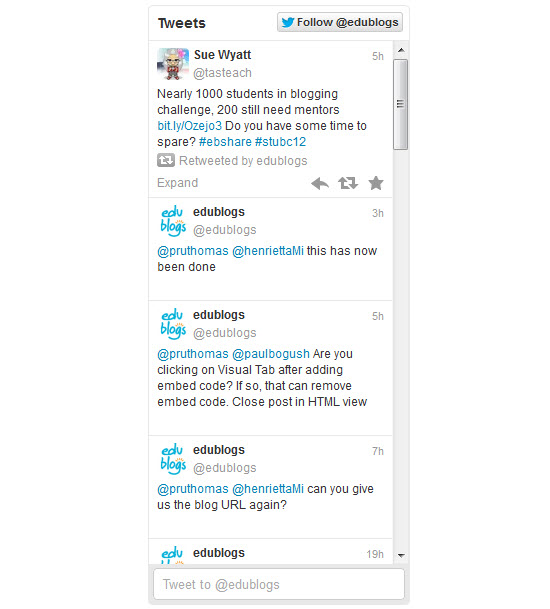 Tweets
Follow @edublogs
Sue Wyatt
5h
@tasteach
Nearly 1000 students in blogging
challenge, 200 still need mentors
bit.ly/Ozejo3 Do you have some time to
spare? #ebshare #stubc12
Retweeted by edublogs
Expand
edu
blogs
edublogs
3h
@edublogs
@pruthomas @henriettaMi this has now
been done
edu
blogs
edublogs
5h
@edublogs
@pruthomas @paulbogush Are you
clicking on Visual Tab after adding
embed code? If so, that can remove
embed code. Close post in HTML view
edu
blogs
edublogs
7h
@edublogs
@pruthomas @henriettaMi can you give
us the blog URL again?
edu
edublogs
19h
Tweet to @edublogs